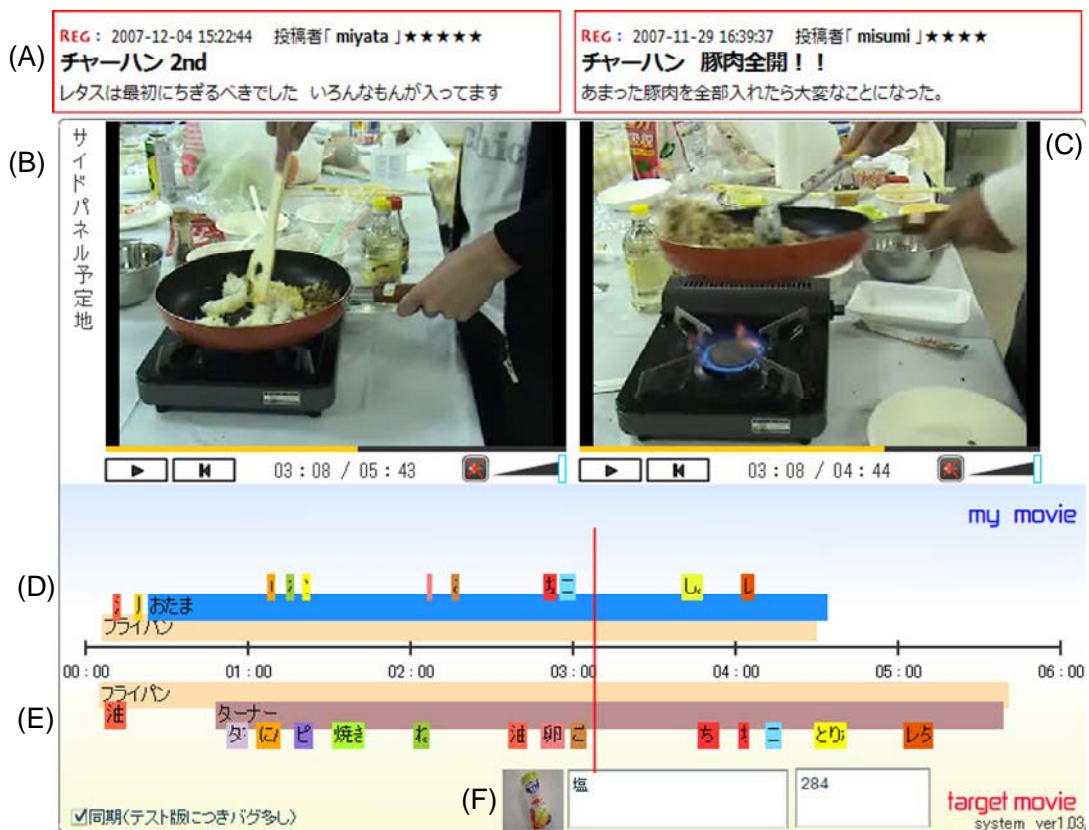 (A)
REG : 2007-12-04 15:22:44 投稿者「 miyata 」★★★★★
チャーハン 2nd
レタスは最初にちぎるべきでした いろんなもんが入ってます
REG : 2007-11-29 16:39:37 投稿者「 misumi 」★★★★
チャーハン 豚肉全開！！
あまった豚肉を全部入れたら大変なことになった。
(B)
サイドパネル予定地
(C)
03 : 08 / 05 : 43
03 : 08 / 04 : 44
my movie
(D)
おたま
フライパン
00 : 00 01 : 00 02 : 00 03 : 00 04 : 00 05 : 00 06 : 00
フライパン
(E)
油 ターナー
ピ 焼き ね 油 卵 ご ち ニ とり レタ
(F)
塩
284
同期(テスト版につきバグ多し)
target movie
system ver1.03